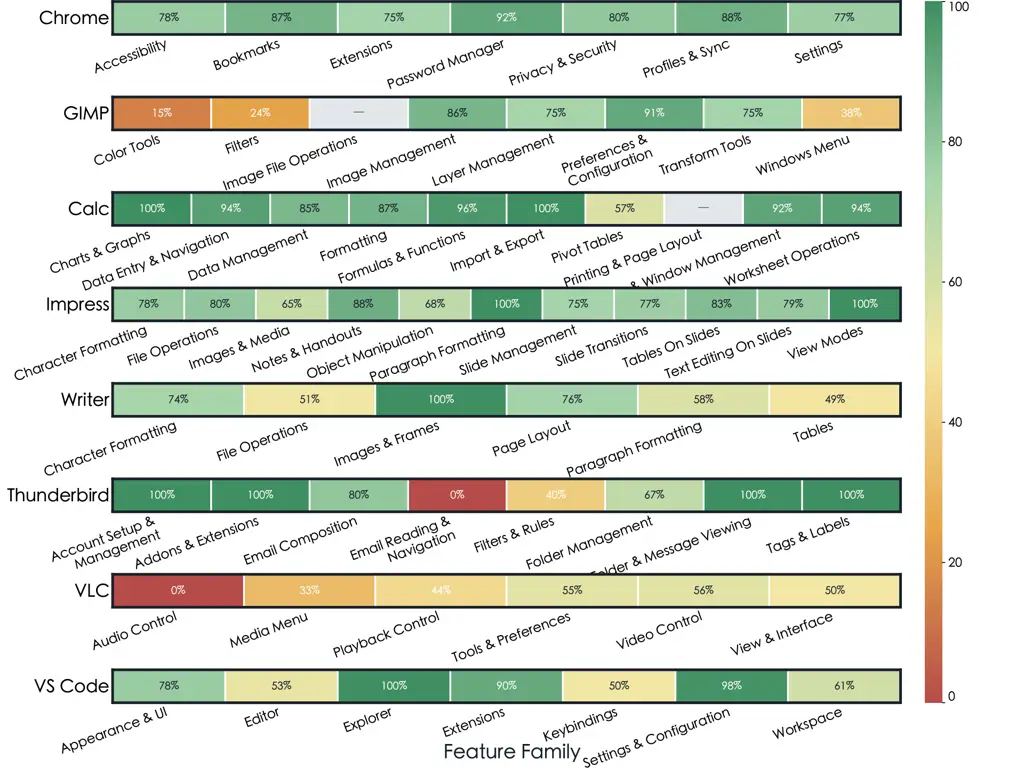 Chrome 78% 87% 75% 92% 80% 88% 77%
Accessibility Bookmarks Extensions Password Manager Privacy & Security Profiles & Sync Settings
GIMP 15% 24% — 86% 75% 91% 75% 38%
Color Tools Filters Image File Operations Image Management Layer Management Preferences & Configuration Transform Tools Windows Menu
Calc 100% 94% 85% 87% 96% 100% 57% — 92% 94%
Charts & Graphs Data Entry & Navigation Data Management Formatting Formulas & Functions Import & Export Pivot Tables Printing & Page Layout & Window Management Worksheet Operations
Impress 78% 80% 65% 88% 68% 100% 75% 77% 83% 79% 100%
Character Formatting File Operations Images & Media Notes & Handouts Object Manipulation Paragraph Formatting Slide Management Slide Transitions Tables On Slides Text Editing On Slides View Modes
Writer 74% 51% 100% 76% 58% 49%
Character Formatting File Operations Images & Frames Page Layout Paragraph Formatting Tables
Thunderbird 100% 100% 80% 0% 40% 67% 100% 100%
Account Setup & Management Addons & Extensions Email Composition Email Reading & Navigation Filters & Rules Folder Management Folder & Message Viewing Tags & Labels
VLC 0% 33% 44% 55% 56% 50%
Audio Control Media Menu Playback Control Tools & Preferences Video Control View & Interface
VS Code 78% 53% 100% 90% 50% 98% 61%
Appearance & UI Editor Explorer Extensions Keybindings Settings & Configuration Workspace
Feature Family
100
80
60
40
20
0